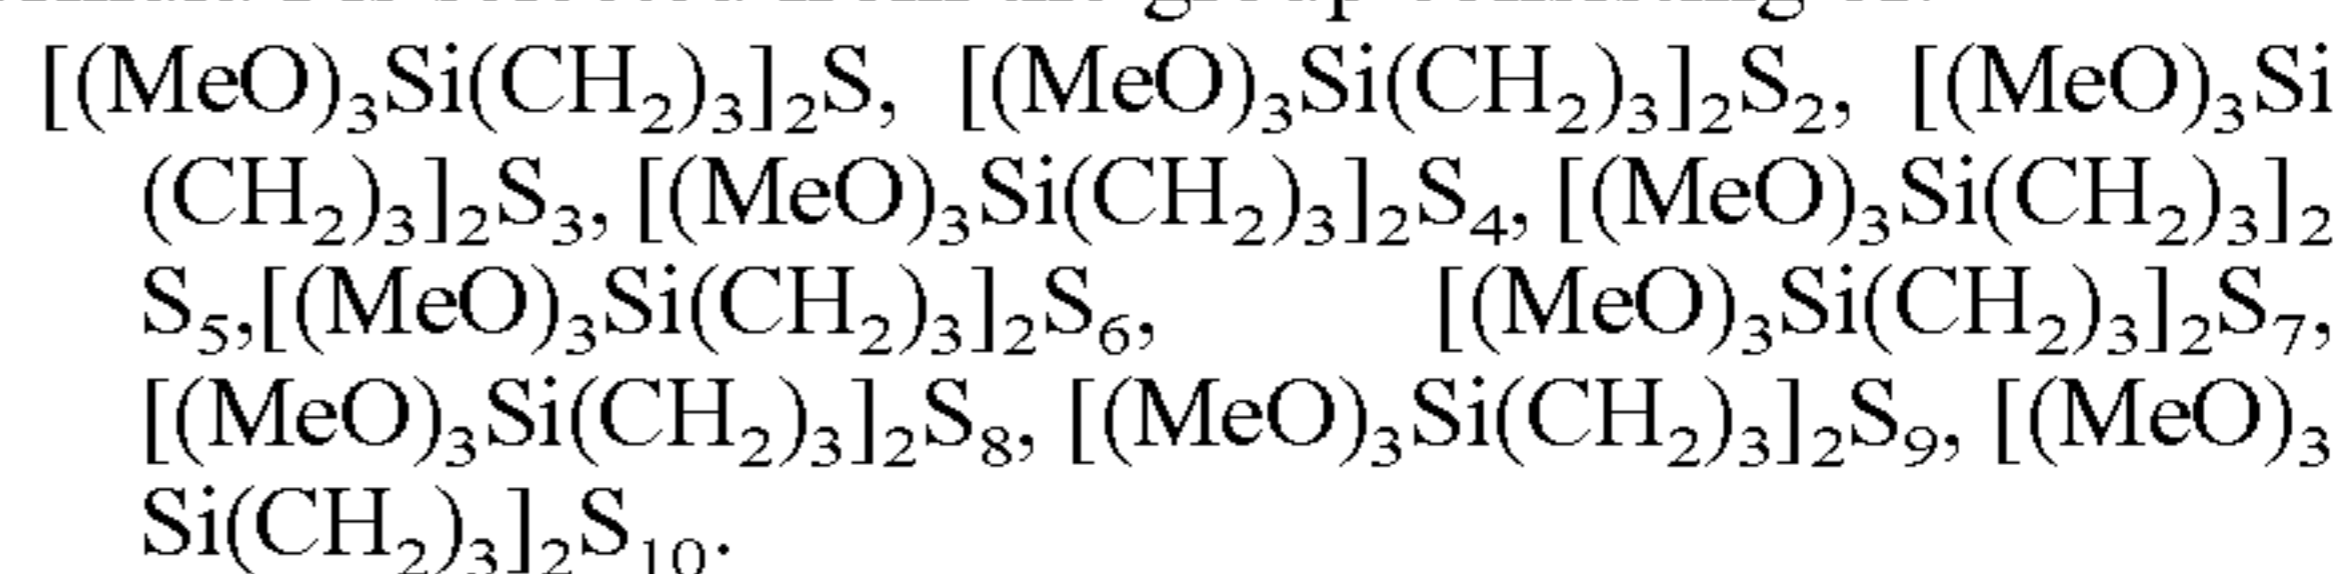 [(MeO)₃Si(CH₂)₃]₂S, [(MeO)₃Si(CH₂)₃]₂S₂, [(MeO)₃Si
(CH₂)₃]₂S₃, [(MeO)₃Si(CH₂)₃]₂S₄, [(MeO)₃Si(CH₂)₃]₂
S₅,[(MeO)₃Si(CH₂)₃]₂S₆, [(MeO)₃Si(CH₂)₃]₂S₇,
[(MeO)₃Si(CH₂)₃]₂S₈, [(MeO)₃Si(CH₂)₃]₂S₉, [(MeO)₃
Si(CH₂)₃]₂S₁₀.